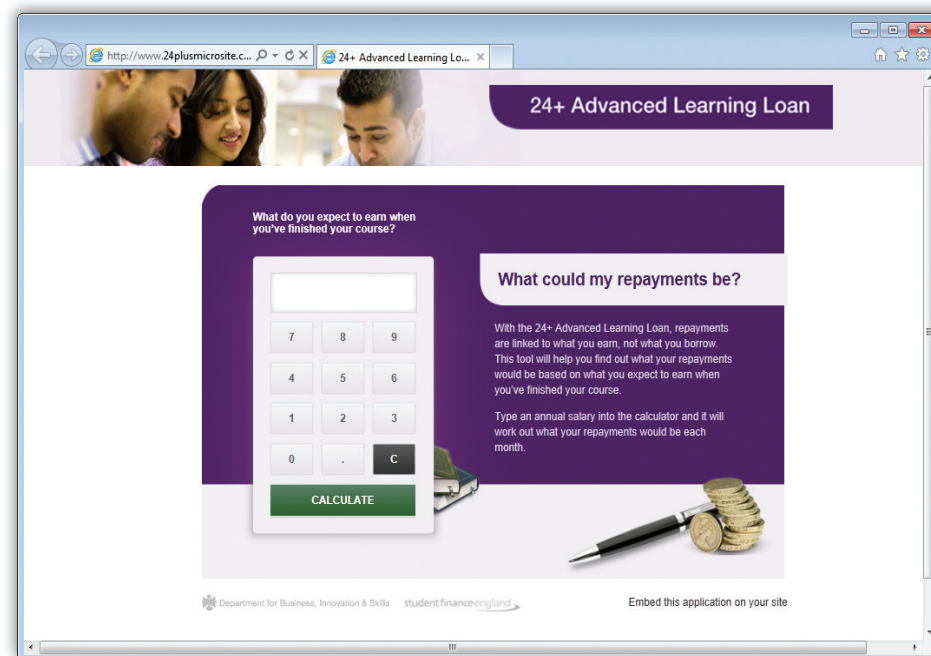 http://www.24plusmicrosite.c...
24+ Advanced Learning Lo...
24+ Advanced Learning Loan
What do you expect to earn when
you've finished your course?
7 8 9
4 5 6
1 2 3
0 . C
CALCULATE
What could my repayments be?
With the 24+ Advanced Learning Loan, repayments
are linked to what you earn, not what you borrow.
This tool will help you find out what your repayments
would be based on what you expect to earn when
you've finished your course.
Type an annual salary into the calculator and it will
work out what your repayments would be each
month.
Department for Business, Innovation & Skills
studentfinanceengland
Embed this application on your site